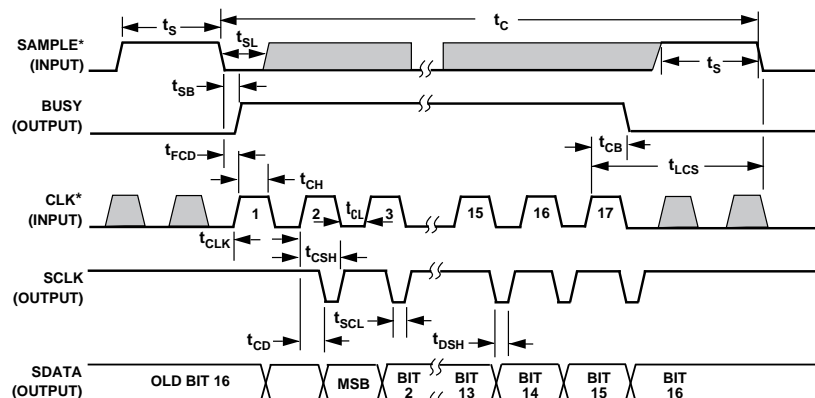 tS
tC
SAMPLE*
(INPUT)
tSL
tS
tSB
BUSY
(OUTPUT)
tFCD
tCB
tLCS
tCH
CLK*
(INPUT)
1
2
tCL
3
15
16
17
tCLK
tCSH
SCLK
(OUTPUT)
tSCL
tCD
tDSH
SDATA
(OUTPUT)
OLD BIT 16
MSB
BIT
2
BIT
13
BIT
14
BIT
15
BIT
16